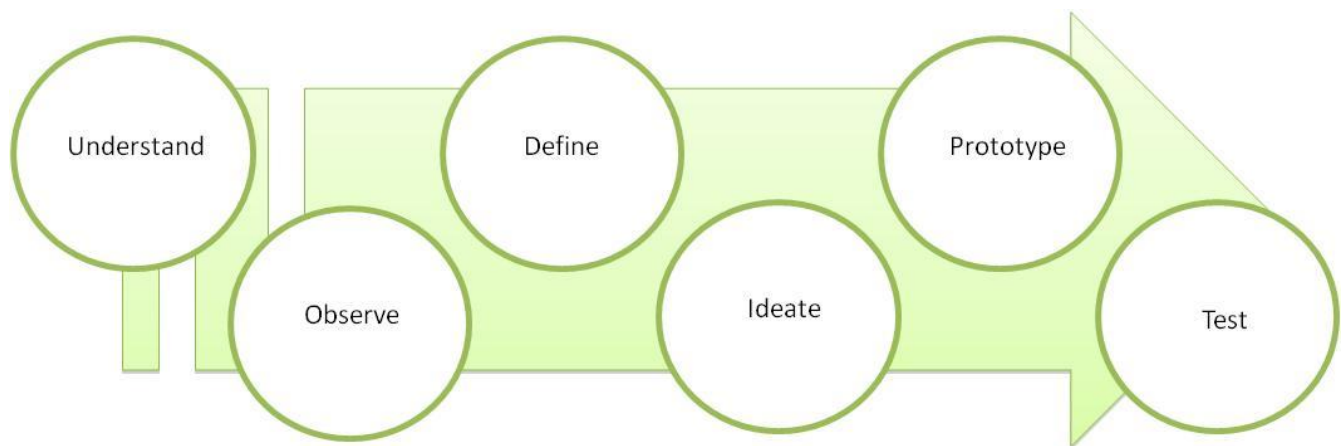 Understand
Observe
Define
Ideate
Prototype
Test